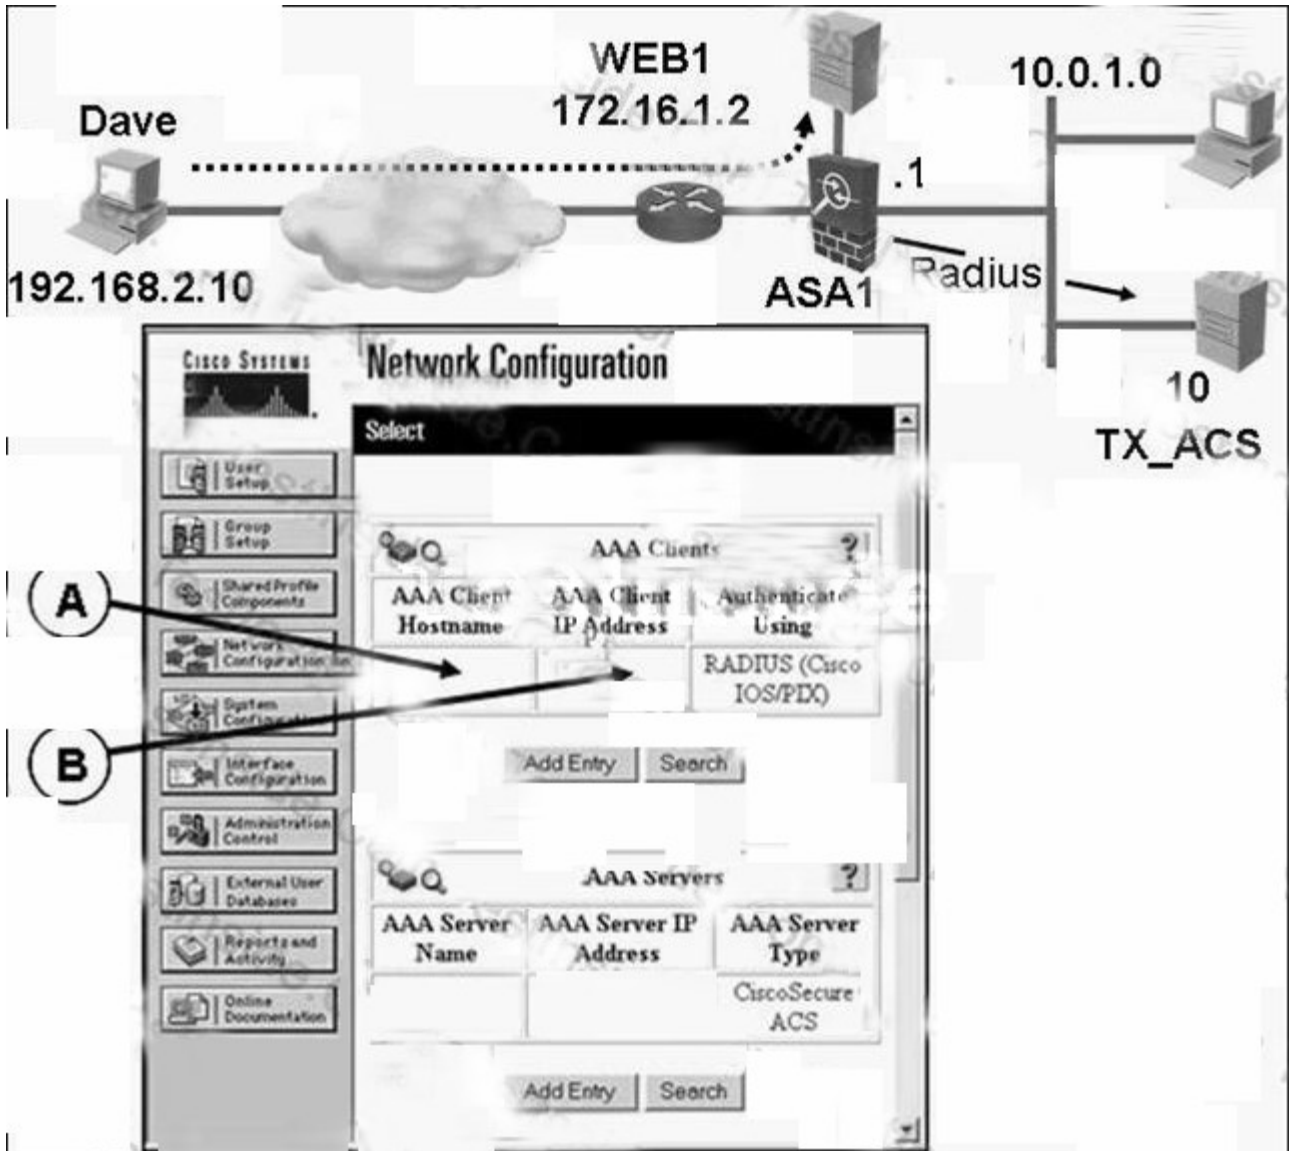 WEB1
172.16.1.2
10.0.1.0
Dave
.1
192.168.2.10
ASA1
Radius
10
TX_ACS
CISCO SYSTEMS
Network Configuration
Select
User
Setup
Group
Setup
Shared Profile
Components
Network
Configuration
System
Configuration
Interface
Configuration
Administration
Control
External User
Databases
Reports and
Activity
Online
Documentation
A
B
AAA Clients
?
AAA Client
Hostname
AAA Client
IP Address
Authenticate
Using
RADIUS (Cisco
IOS/PIX)
Add Entry
Search
AAA Servers
?
AAA Server
Name
AAA Server IP
Address
AAA Server
Type
CiscoSecure
ACS
Add Entry
Search